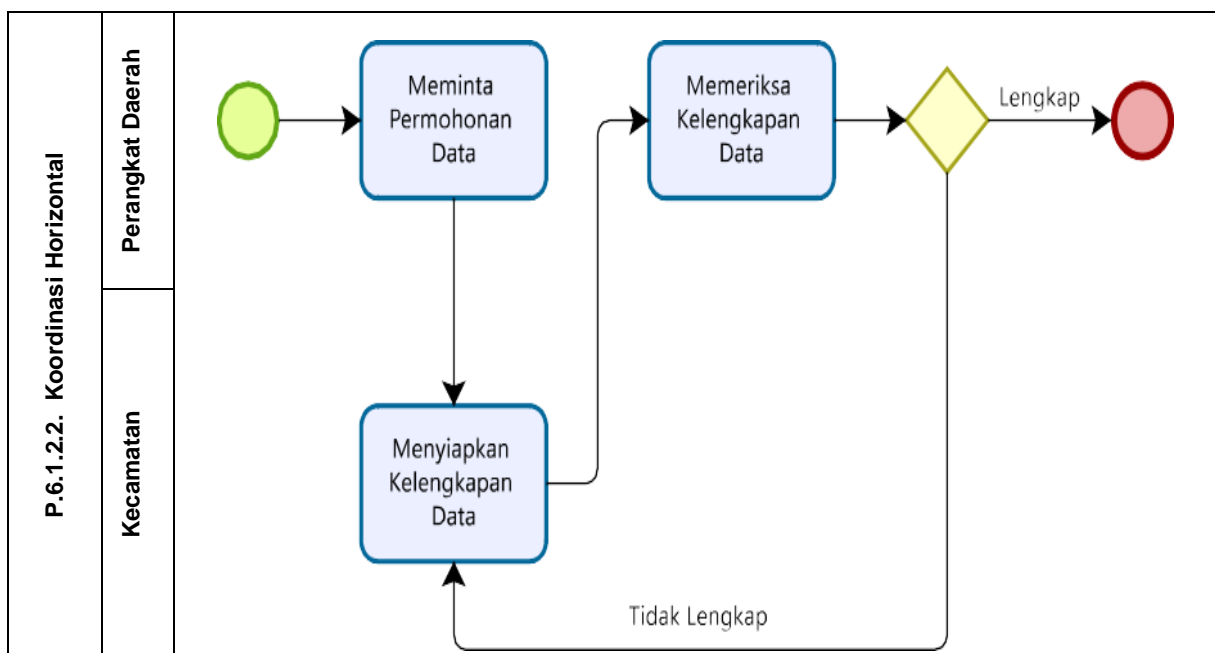 P.6.1.2.2. Koordinasi Horizontal
Perangkat Daerah
Meminta
Permohonan
Data
Memeriksa
Kelengkapan
Data
Lengkap
Kecamatan
Menyiapkan
Kelengkapan
Data
Tidak Lengkap